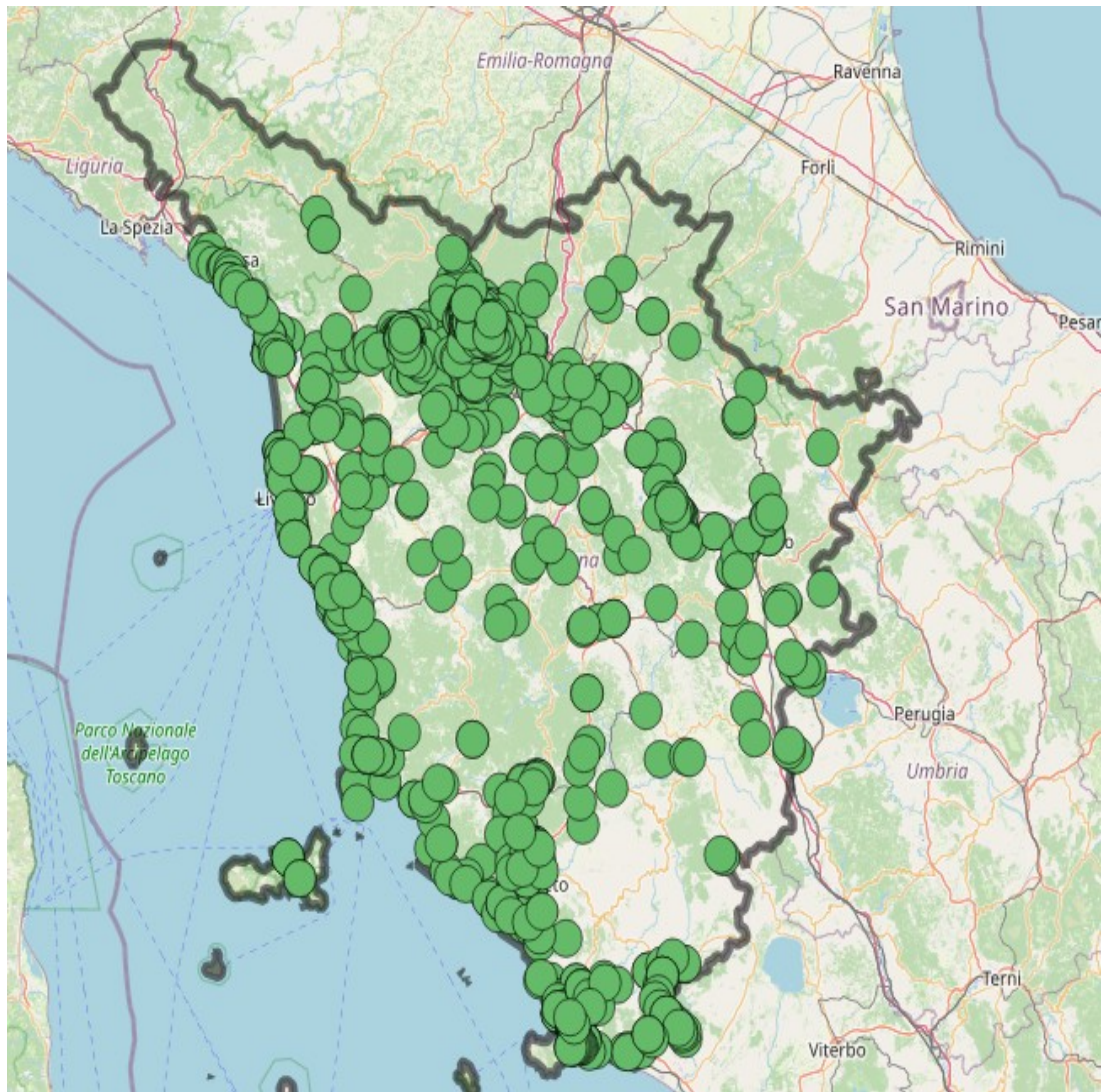 Emilia-Romagna
Ravenna
Liguria
Forlì
La Spezia
Rimini
San Marino
Parco Nazionale
dell'Arcipelago
Toscano
Perugia
Umbria
Terni
Viterbo